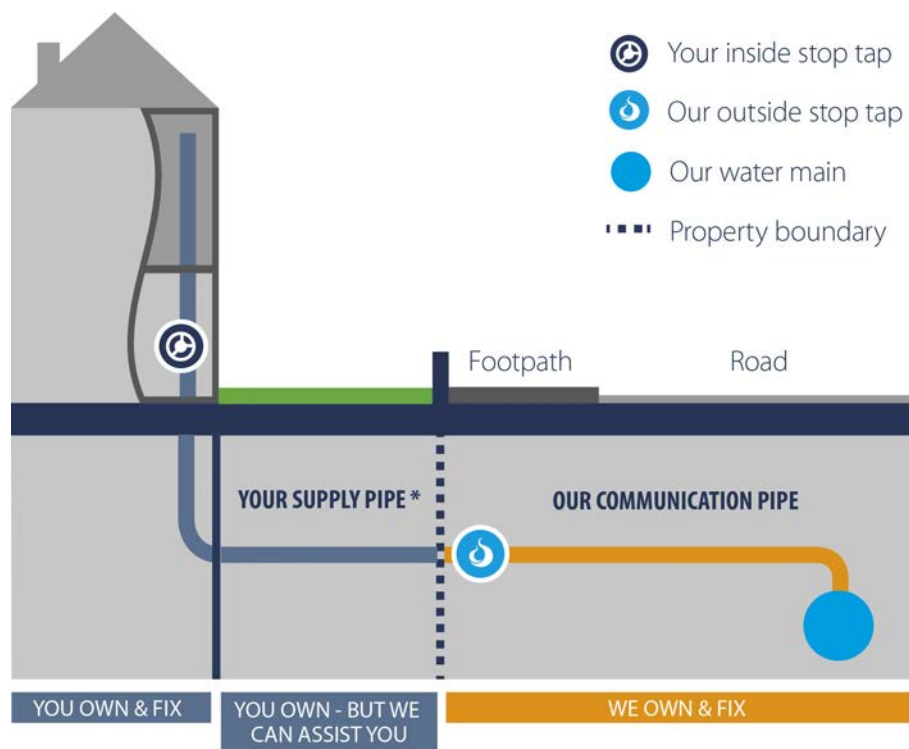 Your inside stop tap
Our outside stop tap
Our water main
Property boundary
Footpath
Road
YOUR SUPPLY PIPE *
OUR COMMUNICATION PIPE
YOU OWN & FIX
YOU OWN - BUT WE
CAN ASSIST YOU
WE OWN & FIX